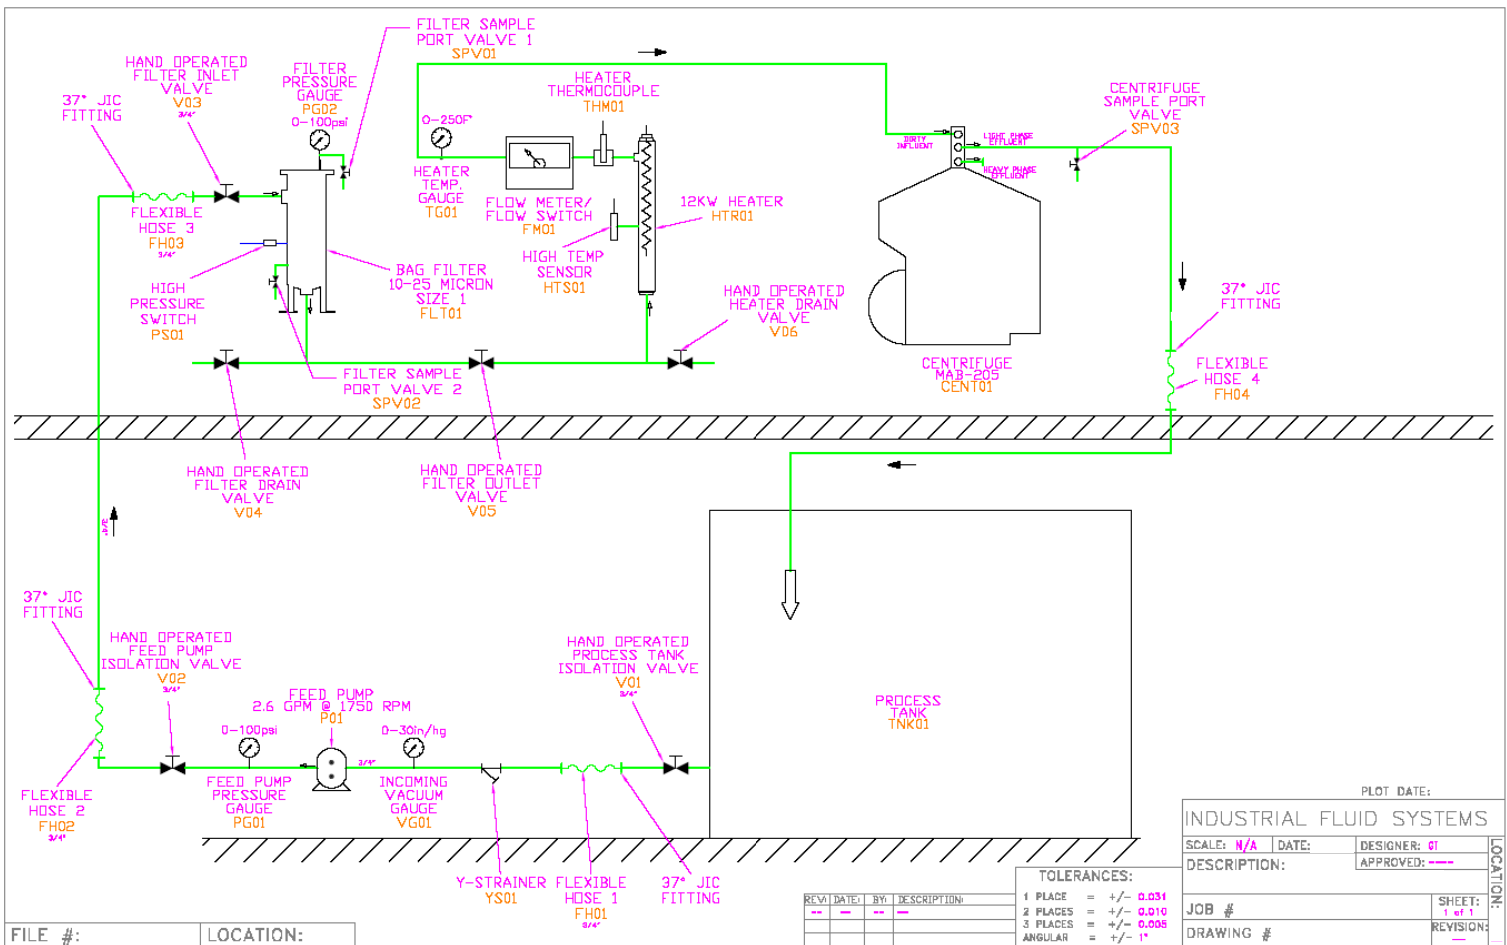 FILTER SAMPLE
PORT VALVE 1
SPV01
HAND OPERATED
FILTER INLET
VALVE
V03
3/4"
FILTER
PRESSURE
GAUGE
PG02
0-100psi
37° JIC
FITTING
HEATER
THERMOCOUPLE
THM01
CENTRIFUGE
SAMPLE PORT
VALVE
SPV03
0-250F°
DIRTY
INFLUENT
LIGHT PHASE
EFFLUENT
HEAVY PHASE
EFFLUENT
HEATER
TEMP.
GAUGE
TG01
FLOW METER/
FLOW SWITCH
FM01
12KW HEATER
HTR01
FLEXIBLE
HOSE 3
FH03
3/4"
HIGH TEMP
SENSOR
HTS01
BAG FILTER
10-25 MICRON
SIZE 1
FLT01
HIGH
PRESSURE
SWITCH
PS01
HAND OPERATED
HEATER DRAIN
VALVE
V06
37° JIC
FITTING
FILTER SAMPLE
PORT VALVE 2
SPV02
CENTRIFUGE
MAB-205
CENT01
FLEXIBLE
HOSE 4
FH04
HAND OPERATED
FILTER DRAIN
VALVE
V04
HAND OPERATED
FILTER OUTLET
VALVE
V05
3/4"
37° JIC
FITTING
HAND OPERATED
FEED PUMP
ISOLATION VALVE
V02
3/4"
FEED PUMP
2.6 GPM @ 1750 RPM
P01
HAND OPERATED
PROCESS TANK
ISOLATION VALVE
V01
3/4"
PROCESS
TANK
TNK01
0-100psi
0-30in/hg
3/4"
FLEXIBLE
HOSE 2
FH02
3/4"
FEED PUMP
PRESSURE
GAUGE
PG01
INCOMING
VACUUM
GAUGE
VG01
Y-STRAINER
YS01
FLEXIBLE
HOSE 1
FH01
3/4"
37° JIC
FITTING
PLOT DATE:
INDUSTRIAL FLUID SYSTEMS
SCALE: N/A
DATE:
DESIGNER: GT
DESCRIPTION:
APPROVED: ----
LOCATION:
JOB #
SHEET:
1 of 1
DRAWING #
REVISION:
TOLERANCES:
1 PLACE = +/- 0.031
2 PLACES = +/- 0.010
3 PLACES = +/- 0.005
ANGULAR = +/- 1°
REV: DATE: BY: DESCRIPTION:
-- -- -- --
FILE #:
LOCATION: